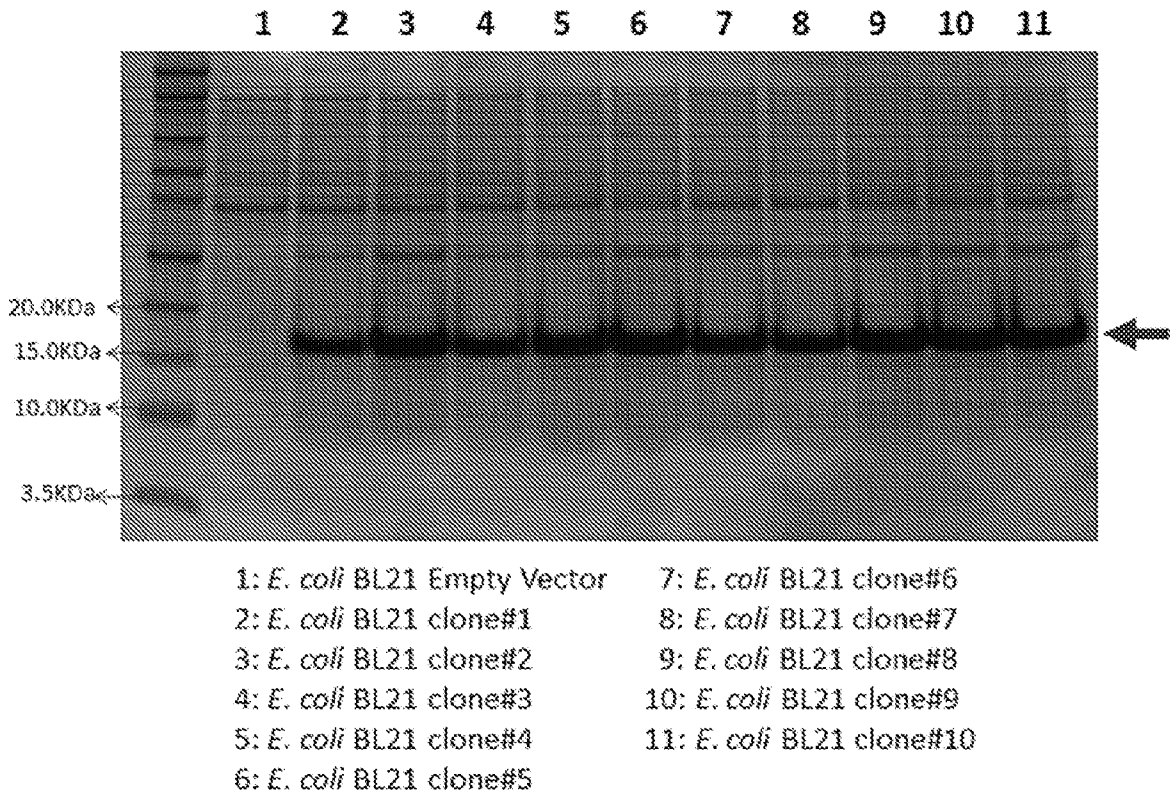 1 2 3 4 5 6 7 8 9 10 11
20.0KDa
15.0KDa
10.0KDa
3.5KDa
1: E. coli BL21 Empty Vector
2: E. coli BL21 clone#1
3: E. coli BL21 clone#2
4: E. coli BL21 clone#3
5: E. coli BL21 clone#4
6: E. coli BL21 clone#5
7: E. coli BL21 clone#6
8: E. coli BL21 clone#7
9: E. coli BL21 clone#8
10: E. coli BL21 clone#9
11: E. coli BL21 clone#10